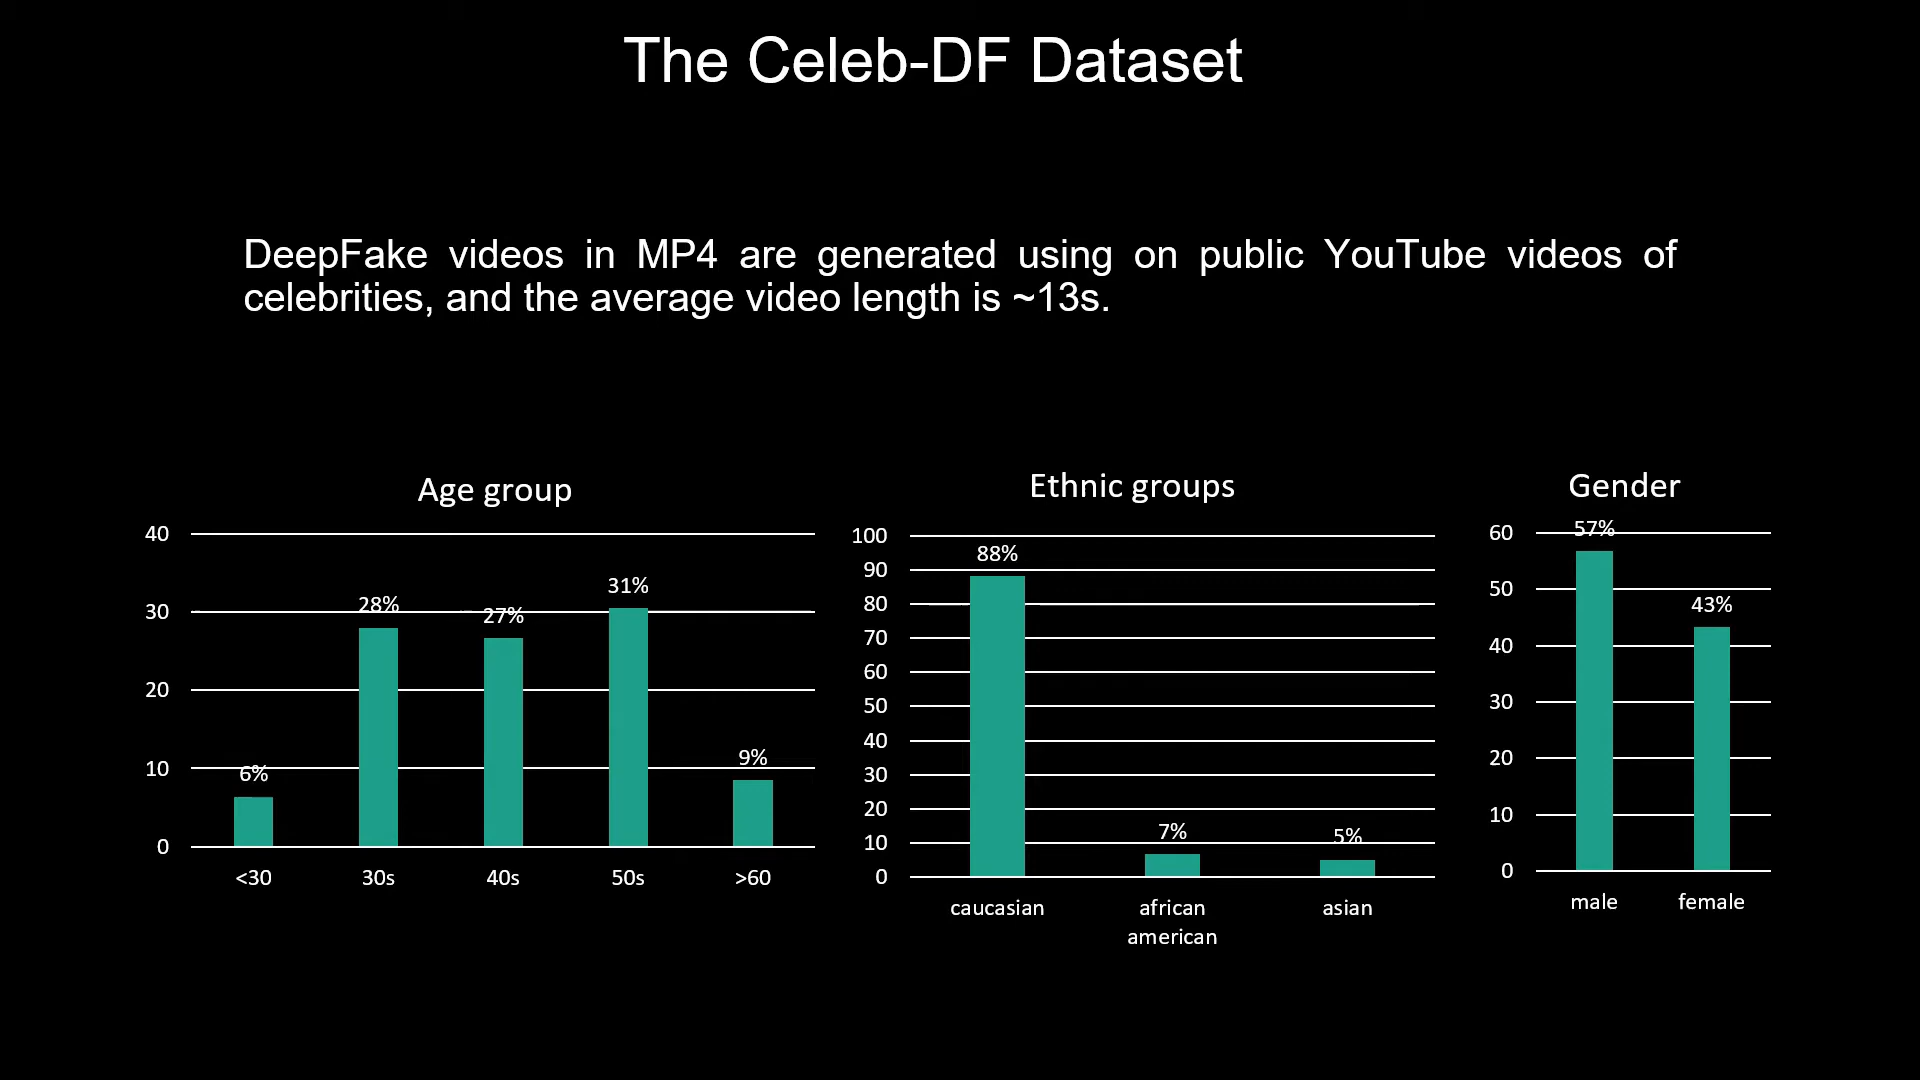 The Celeb-DF Dataset
DeepFake videos in MP4 are generated using on public YouTube videos of
celebrities, and the average video length is ~13s.
Age group
40
30
20
10
0
6%
28%
27%
31%
9%
<30
30s
40s
50s
>60
Ethnic groups
100
90
80
70
60
50
40
30
20
10
0
88%
7%
5%
caucasian
african
american
asian
Gender
60
50
40
30
20
10
0
57%
43%
male
female